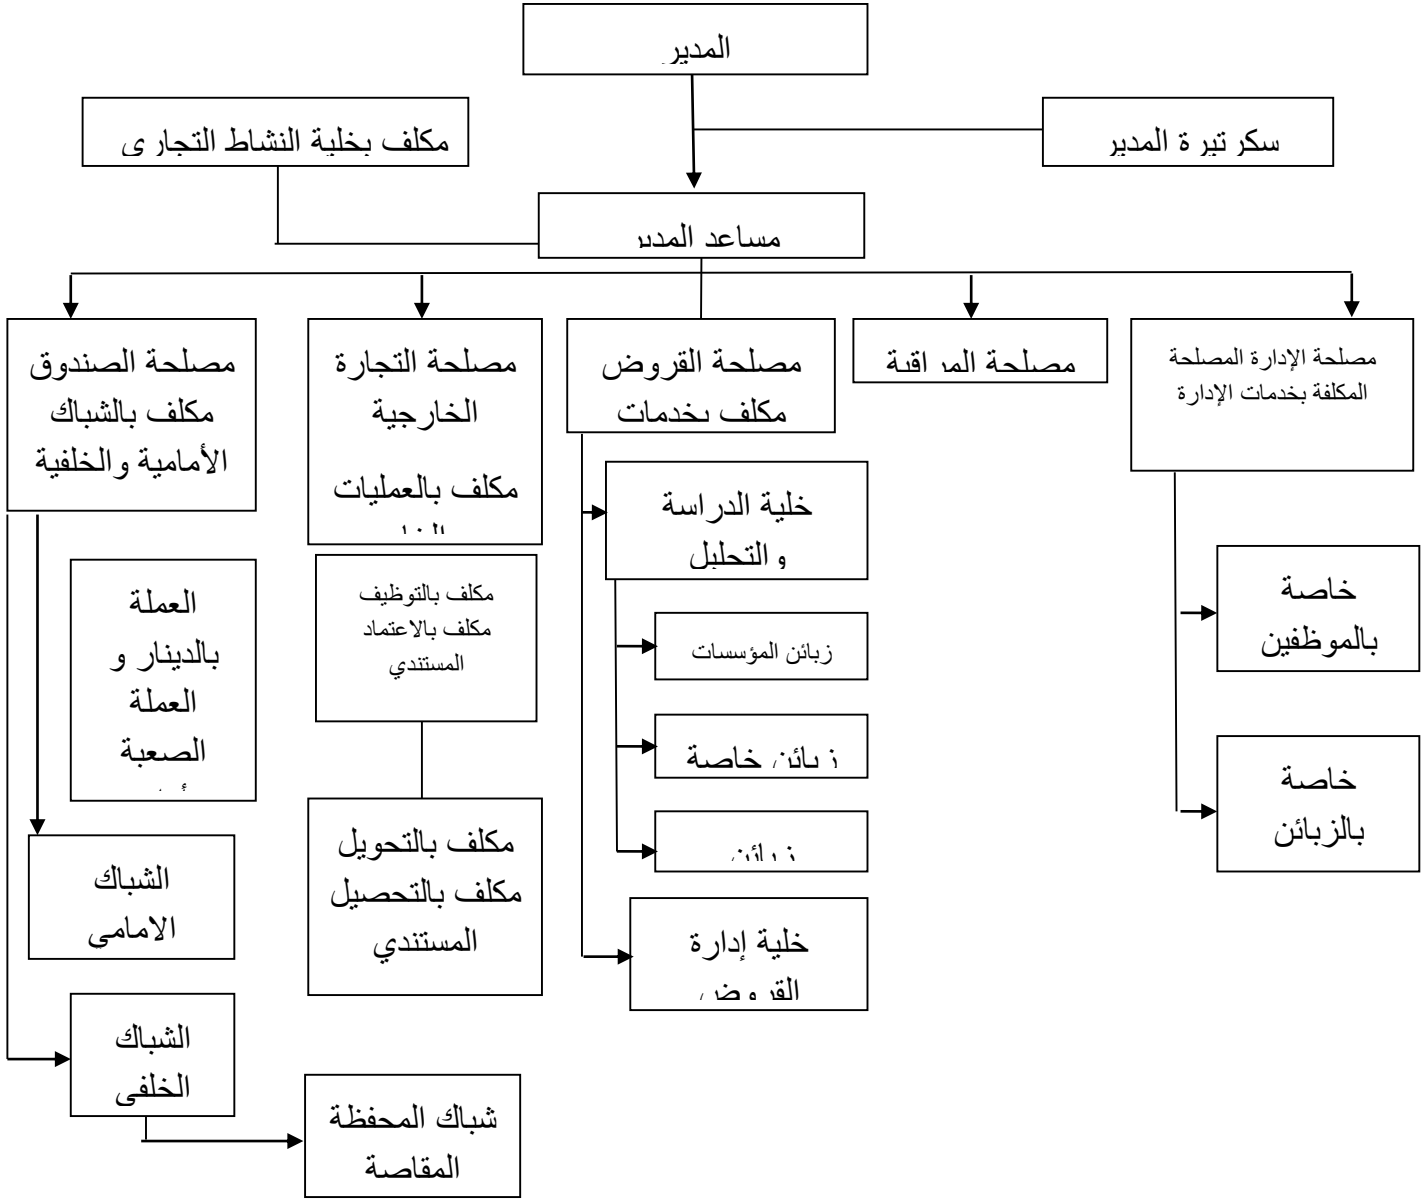 المدير
مكلف بخلية النشاط التجاري
سكرتيرة المدير
مساعد المدير
مصلحة الإدارة المصلحة
المكلفة بخدمات الإدارة
مصلحة المراقبة
مصلحة القروض
مكلف بخدمات
مصلحة التجارة
الخارجية
مكلف بالعمليات
مصلحة الصندوق
مكلف بالشباك
الأمامية والخلفية
خاصة
بالموظفين
خاصة
بالزبائن
خلية الدراسة
والتحليل
زبائن المؤسسات
زبائن خاصة
زبائن
خلية إدارة
القروض
مكلف بالتوظيف
مكلف بالاعتماد
المستندي
مكلف بالتحويل
مكلف بالتحصيل
المستندي
العملة
بالدينار و
العملة
الصعبة
الشباك
الامامي
الشباك
الخلفي
شباك المحفظة
المقاصة